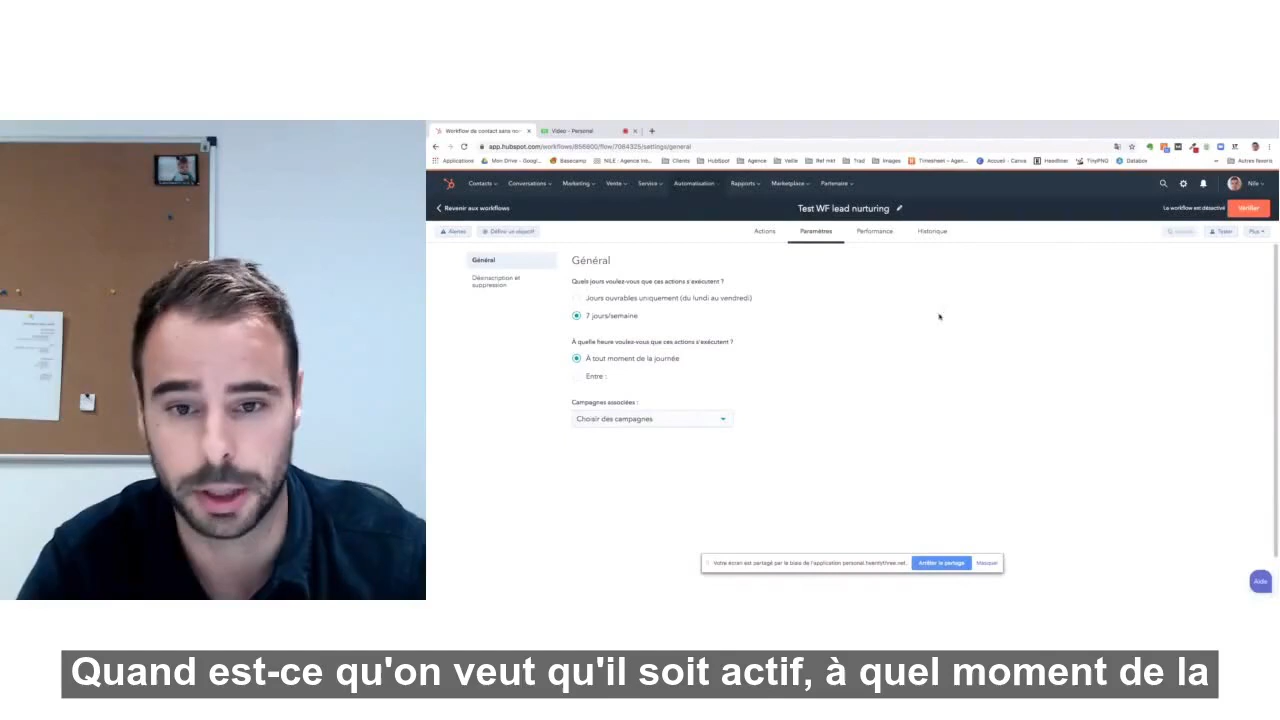 Workflow de contact sans no
Video - Personal
app.hubspot.com/workflows/856600/flow/7084325/settings/general
Applications Mon Drive - Googl... Basecamp NILE - Agence Ins... Clients HubSpot Agence Veille Ref mkt Trad Images Timesheet – Agen... Accueil - Canva Headliner TinyPNG Databox Autres favoris
Contacts Conversations Marketing Vente Service Automatisation Rapports Marketplace Partenaire Nile
Revenir aux workflows Test WF lead nurturing Le workflow est désactivé Vérifier
Alertes Définir un objectif Actions Paramètres Performance Historique Tester Plus
Général
Désinscription et
suppression
Général
Quels jours voulez-vous que ces actions s'exécutent ?
Jours ouvrables uniquement (du lundi au vendredi)
7 jours/semaine
À quelle heure voulez-vous que ces actions s'exécutent ?
À tout moment de la journée
Entre :
Campagnes associées :
Choisir des campagnes
Votre écran est partagé par le biais de l'application personal.twentythree.net. Arrêter le partage Masquer
Aide
Quand est-ce qu'on veut qu'il soit actif, à quel moment de la